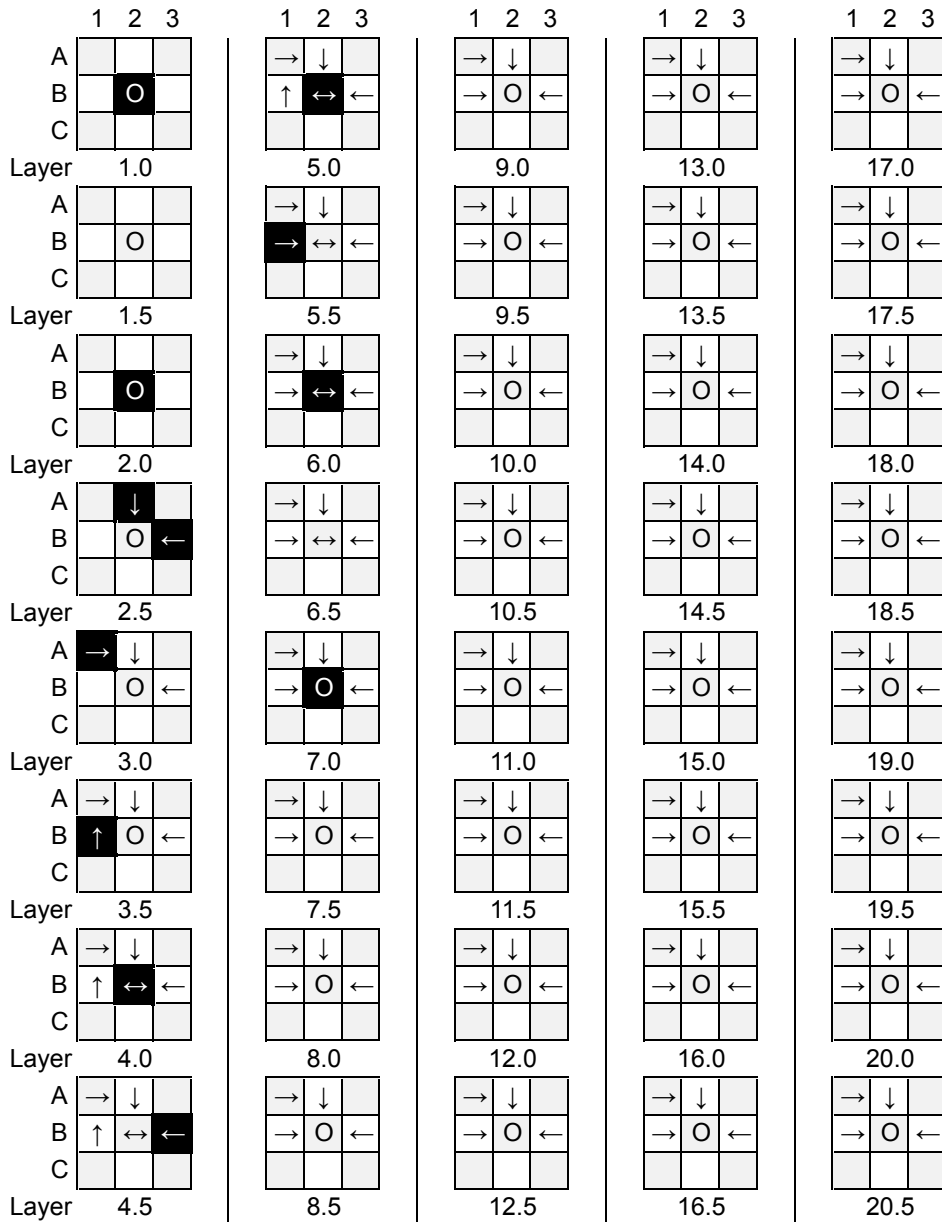 1 2 3 1 2 3 1 2 3 1 2 3 1 2 3
A → ↓ → ↓ → ↓ → ↓
B O ↑ ↔ ← → O ← → O ← → O ←
C
Layer 1.0 5.0 9.0 13.0 17.0
A → ↓ → ↓ → ↓ → ↓
B O → ↔ ← → O ← → O ← → O ←
C
Layer 1.5 5.5 9.5 13.5 17.5
A → ↓ → ↓ → ↓ → ↓
B O → ↔ ← → O ← → O ← → O ←
C
Layer 2.0 6.0 10.0 14.0 18.0
A ↓ → ↓ → ↓ → ↓ → ↓
B O ← → ↔ ← → O ← → O ← → O ←
C
Layer 2.5 6.5 10.5 14.5 18.5
A → ↓ → ↓ → ↓ → ↓ → ↓
B O ← → O ← → O ← → O ← → O ←
C
Layer 3.0 7.0 11.0 15.0 19.0
A → ↓ → ↓ → ↓ → ↓ → ↓
B ↑ O ← → O ← → O ← → O ← → O ←
C
Layer 3.5 7.5 11.5 15.5 19.5
A → ↓ → ↓ → ↓ → ↓ → ↓
B ↑ ↔ ← → O ← → O ← → O ← → O ←
C
Layer 4.0 8.0 12.0 16.0 20.0
A → ↓ → ↓ → ↓ → ↓ → ↓
B ↑ ↔ ← → O ← → O ← → O ← → O ←
C
Layer 4.5 8.5 12.5 16.5 20.5